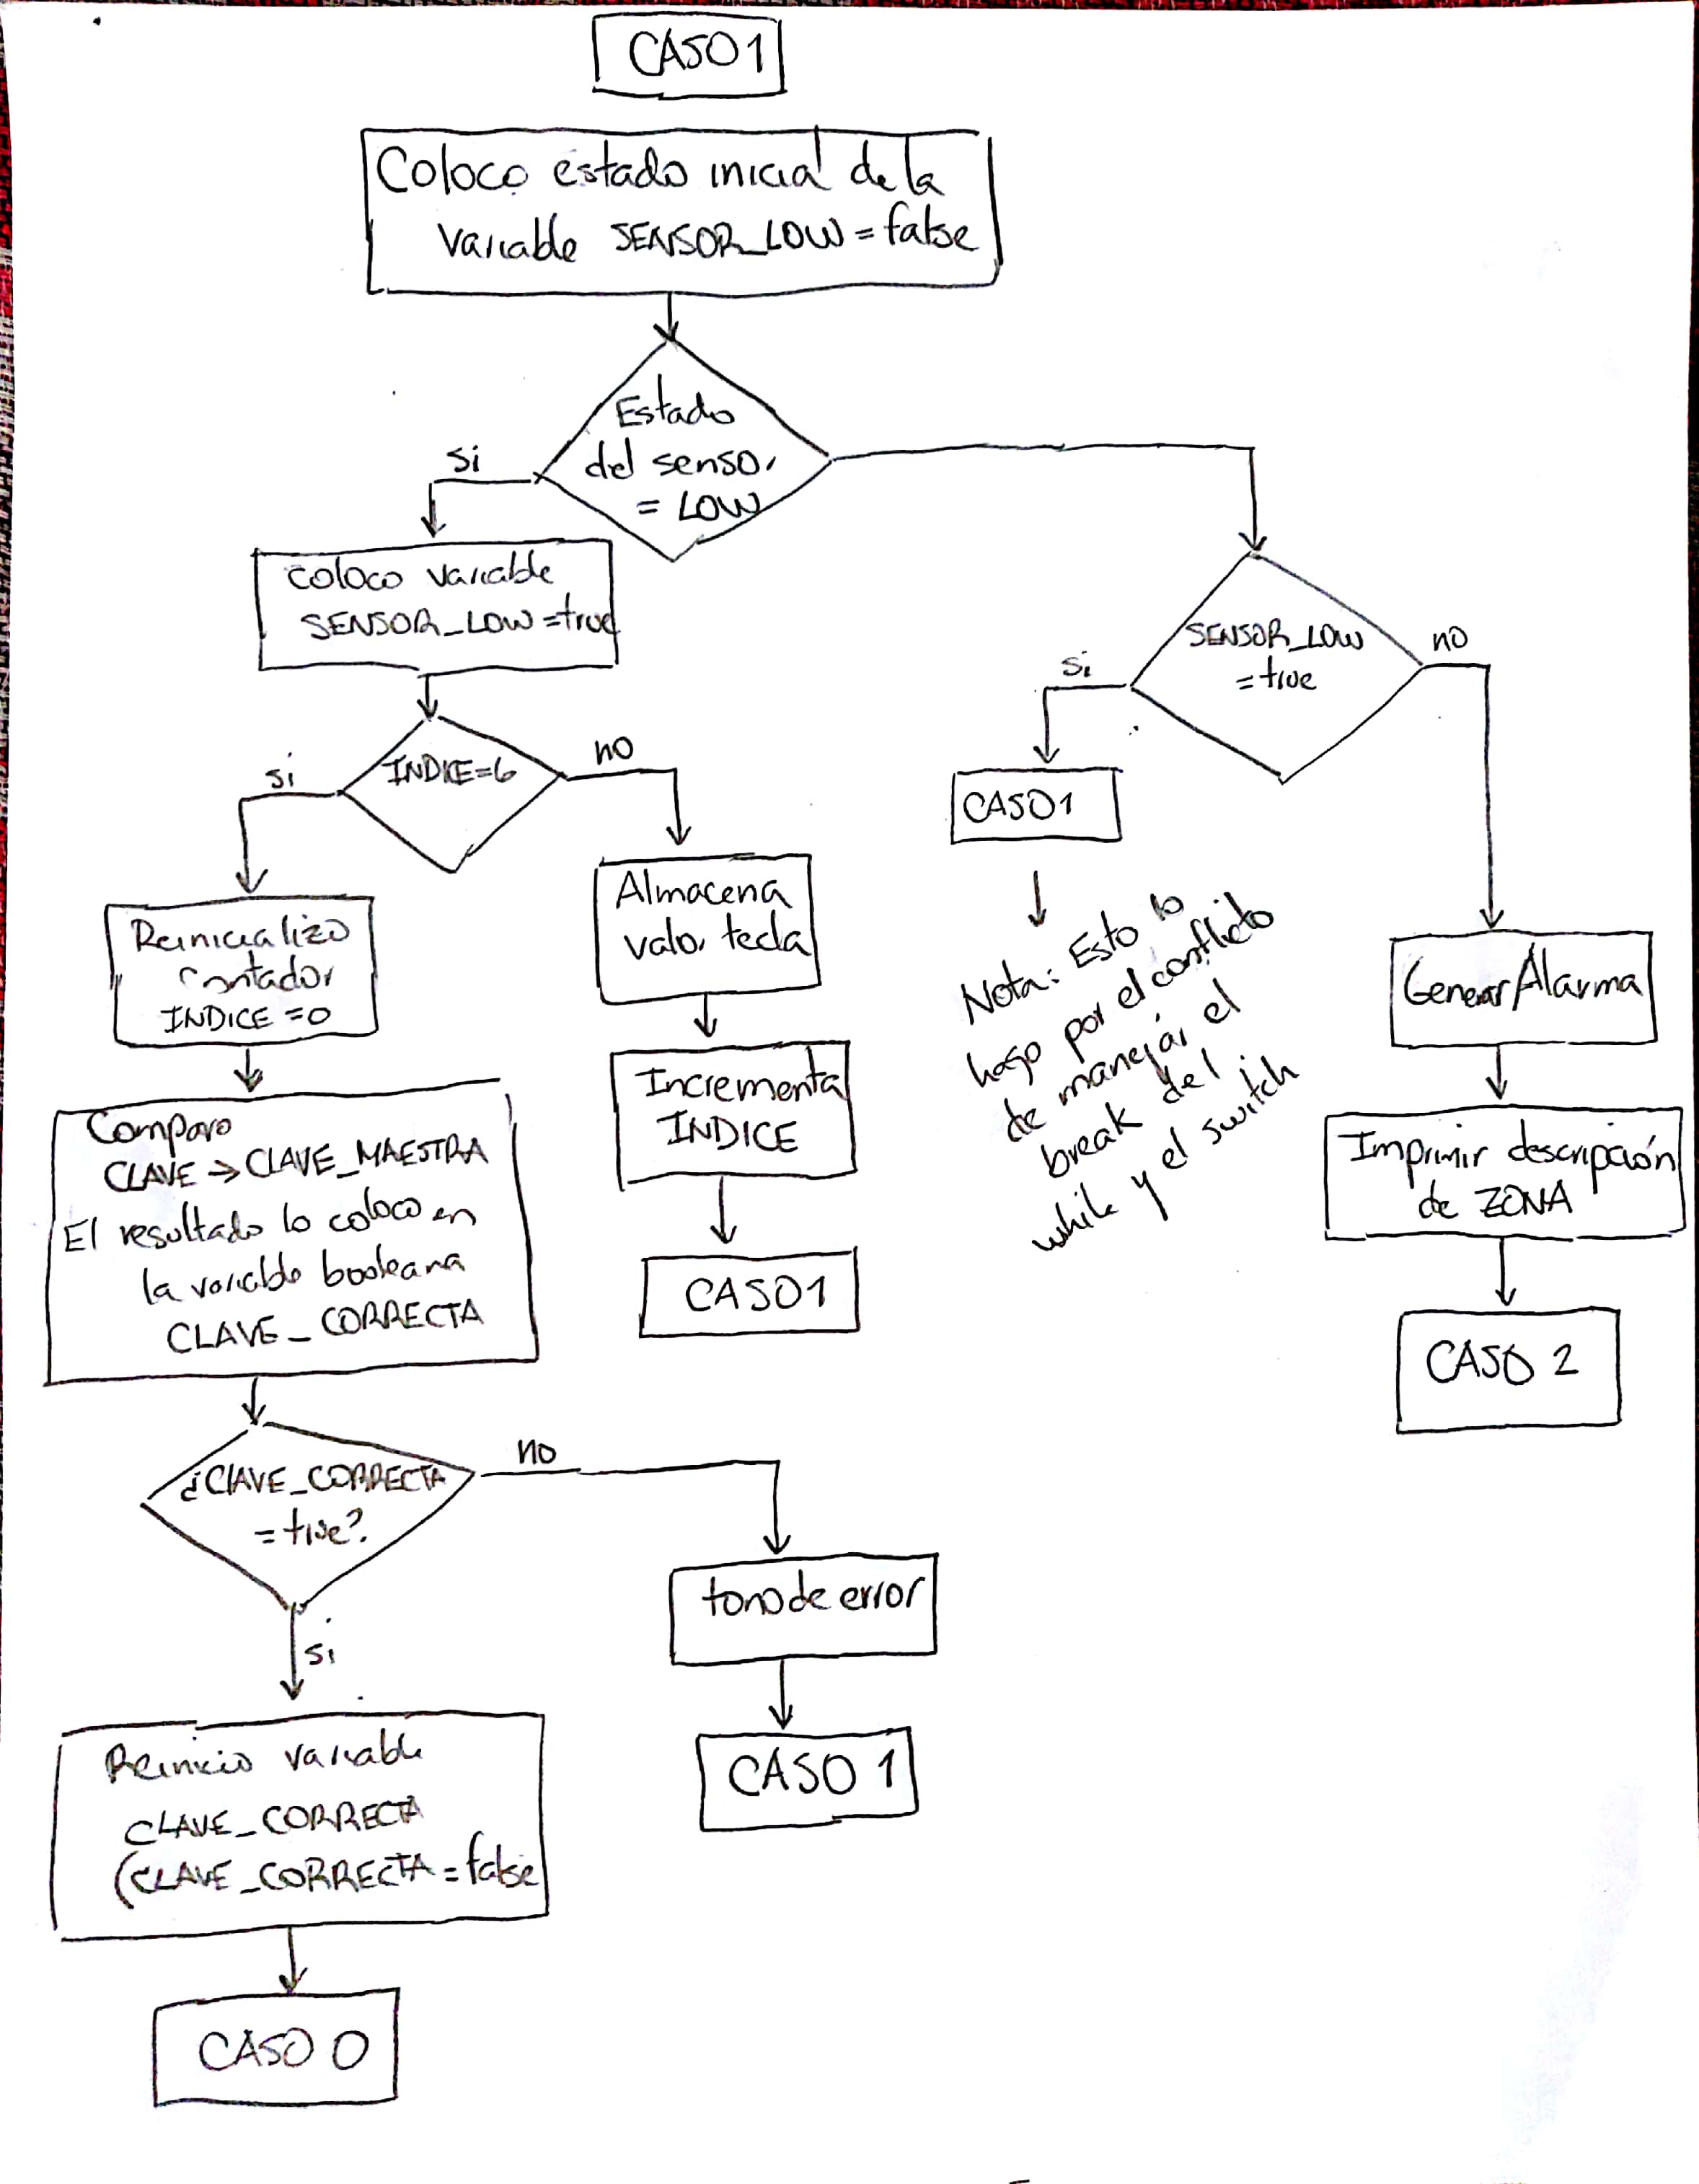 CASO1
Coloco estado inicial de la
variable SENSOR_LOW = false
Estado
del sensor
= LOW
si
coloco variable
SENSOR_LOW = true
SENSOR_LOW
= true
si
no
INDICE=6
si
no
CASO1
Almacena
valor tecla
Reinicializo
contador
INDICE = 0
Nota: Esto lo
hago por el conflicto
de manejar el
break del
while y el switch
Generar Alarma
Incrementa
INDICE
Imprimir descripción
de ZONA
Comparo
CLAVE → CLAVE_MAESTRA
El resultado lo coloco en
la variable booleana
CLAVE_CORRECTA
CASO1
CASO 2
¿CLAVE_CORRECTA
= true?
no
si
tono de error
CASO 1
Reinicio variable
CLAVE_CORRECTA
(CLAVE_CORRECTA = false
CASO 0